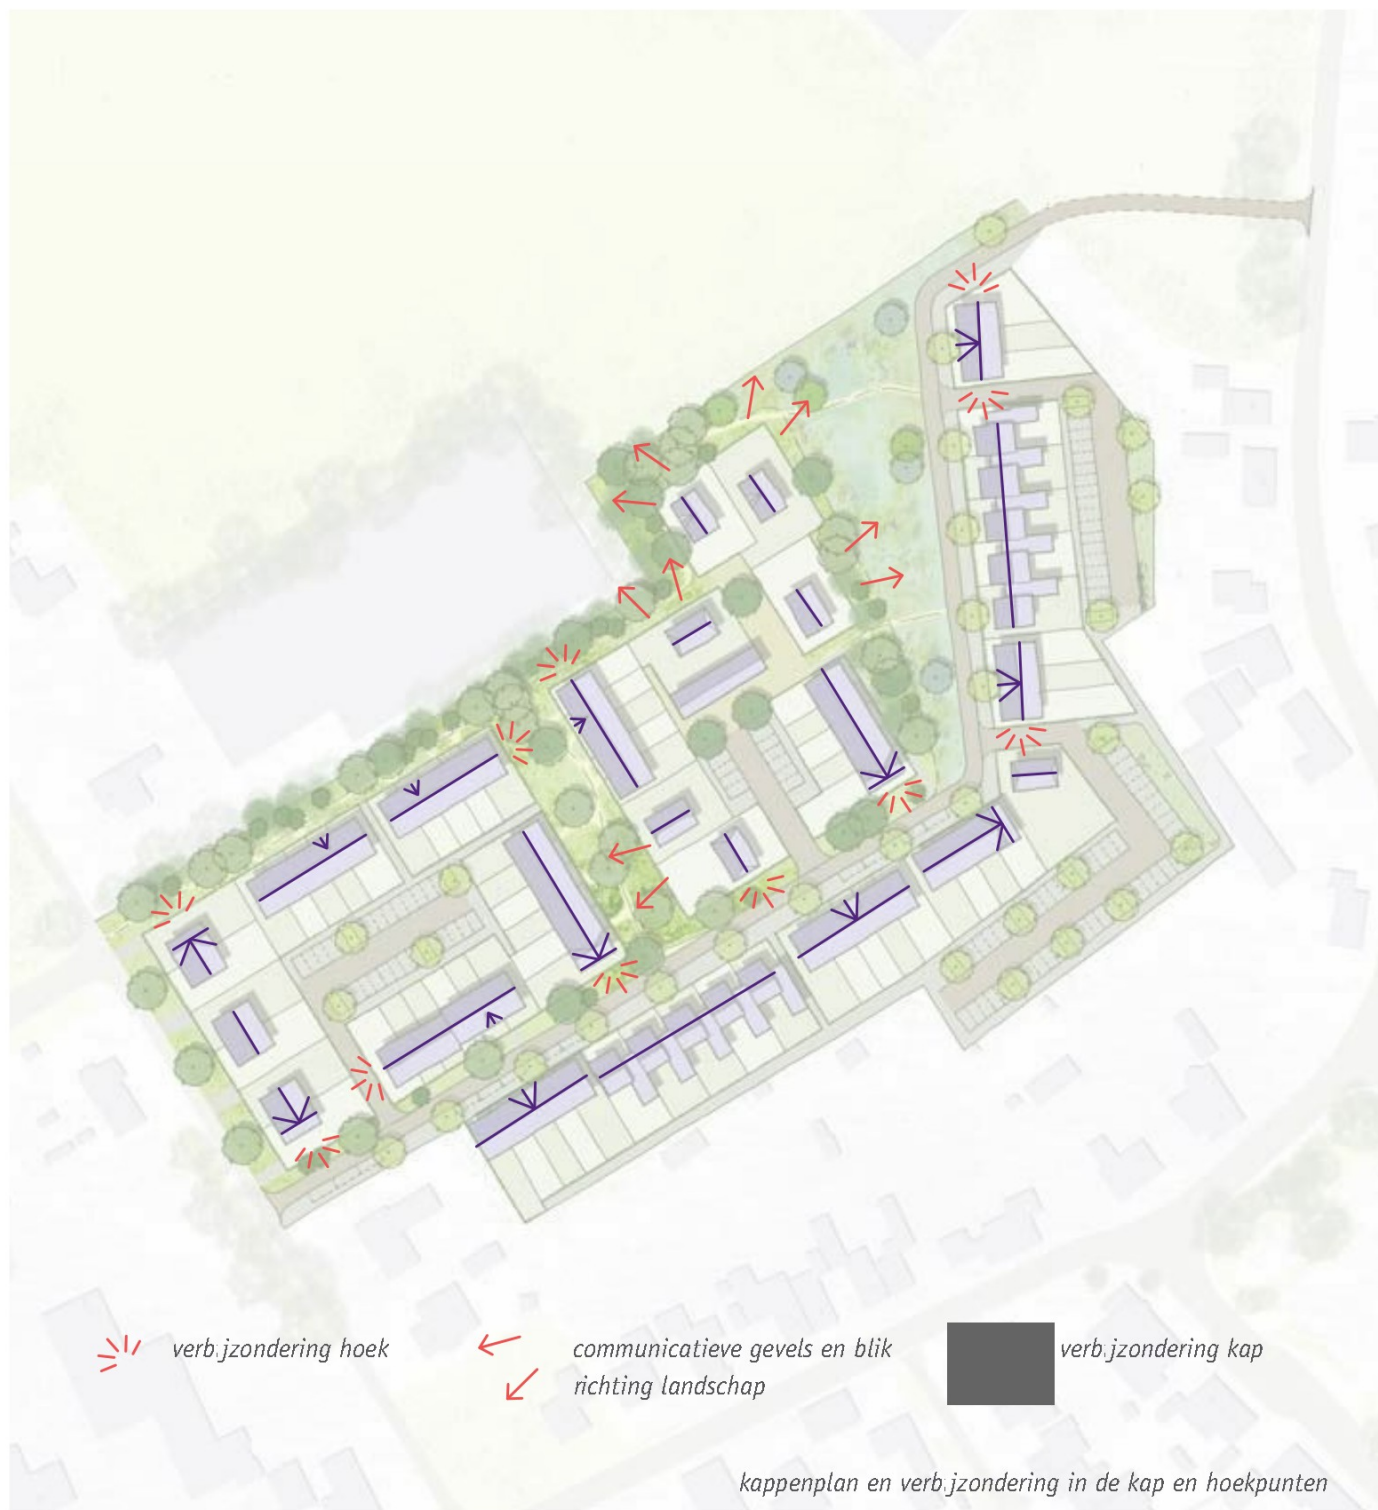 verb.jzondering hoek
communicatieve gevels en blik
richting landschap
verb.jzondering kap
kappenplan en verb.jzondering in de kap en hoekpunten